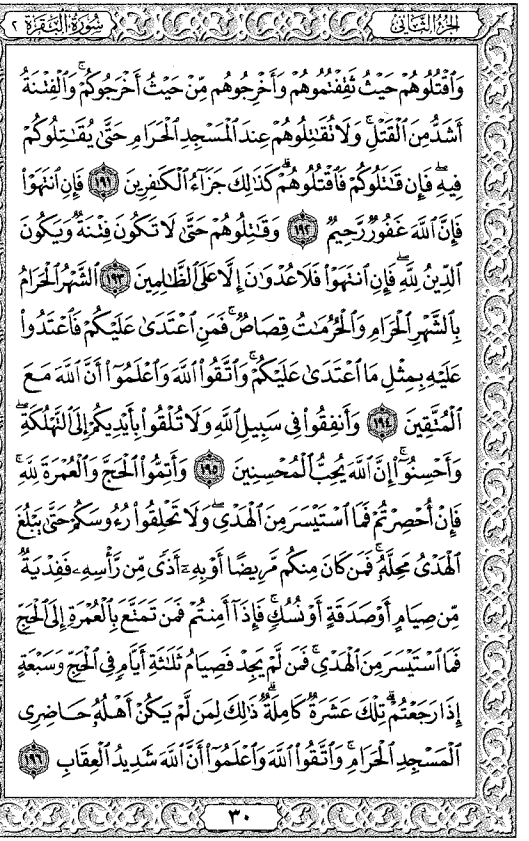 الجزء الثاني
سورة البقرة ٢
وَاقْتُلُوهُمْ حَيْثُ ثَقِفْتُمُوهُمْ وَأَخْرِجُوهُم مِّنْ حَيْثُ أَخْرَجُوكُمْ ۚ وَالْفِتْنَةُ
أَشَدُّ مِنَ الْقَتْلِ ۚ وَلَا تُقَاتِلُوهُمْ عِندَ الْمَسْجِدِ الْحَرَامِ حَتَّىٰ يُقَاتِلُوكُمْ
فِيهِ ۖ فَإِن قَاتَلُوكُمْ فَاقْتُلُوهُمْ ۗ كَذَٰلِكَ جَزَاءُ الْكَافِرِينَ ١٩١ فَإِنِ انتَهَوْا
فَإِنَّ اللَّهَ غَفُورٌ رَّحِيمٌ ١٩٢ وَقَاتِلُوهُمْ حَتَّىٰ لَا تَكُونَ فِتْنَةٌ وَيَكُونَ
الدِّينُ لِلَّهِ ۖ فَإِنِ انتَهَوْا فَلَا عُدْوَانَ إِلَّا عَلَى الظَّالِمِينَ ١٩٣ الشَّهْرُ الْحَرَامُ
بِالشَّهْرِ الْحَرَامِ وَالْحُرُمَاتُ قِصَاصٌ ۚ فَمَنِ اعْتَدَىٰ عَلَيْكُمْ فَاعْتَدُوا
عَلَيْهِ بِمِثْلِ مَا اعْتَدَىٰ عَلَيْكُمْ ۚ وَاتَّقُوا اللَّهَ وَاعْلَمُوا أَنَّ اللَّهَ مَعَ
الْمُتَّقِينَ ١٩٤ وَأَنفِقُوا فِي سَبِيلِ اللَّهِ وَلَا تُلْقُوا بِأَيْدِيكُمْ إِلَى التَّهْلُكَةِ ۛ
وَأَحْسِنُوا ۛ إِنَّ اللَّهَ يُحِبُّ الْمُحْسِنِينَ ١٩٥ وَأَتِمُّوا الْحَجَّ وَالْعُمْرَةَ لِلَّهِ ۚ
فَإِنْ أُحْصِرْتُمْ فَمَا اسْتَيْسَرَ مِنَ الْهَدْيِ ۖ وَلَا تَحْلِقُوا رُءُوسَكُمْ حَتَّىٰ يَبْلُغَ
الْهَدْيُ مَحِلَّهُ ۚ فَمَن كَانَ مِنكُم مَّرِيضًا أَوْ بِهِ أَذًى مِّن رَّأْسِهِ فَفِدْيَةٌ
مِّن صِيَامٍ أَوْ صَدَقَةٍ أَوْ نُسُكٍ ۚ فَإِذَا أَمِنتُمْ فَمَن تَمَتَّعَ بِالْعُمْرَةِ إِلَى الْحَجِّ
فَمَا اسْتَيْسَرَ مِنَ الْهَدْيِ ۚ فَمَن لَّمْ يَجِدْ فَصِيَامُ ثَلَاثَةِ أَيَّامٍ فِي الْحَجِّ وَسَبْعَةٍ
إِذَا رَجَعْتُمْ ۗ تِلْكَ عَشَرَةٌ كَامِلَةٌ ۗ ذَٰلِكَ لِمَن لَّمْ يَكُنْ أَهْلُهُ حَاضِرِي
الْمَسْجِدِ الْحَرَامِ ۚ وَاتَّقُوا اللَّهَ وَاعْلَمُوا أَنَّ اللَّهَ شَدِيدُ الْعِقَابِ ١٩٦
٣٠